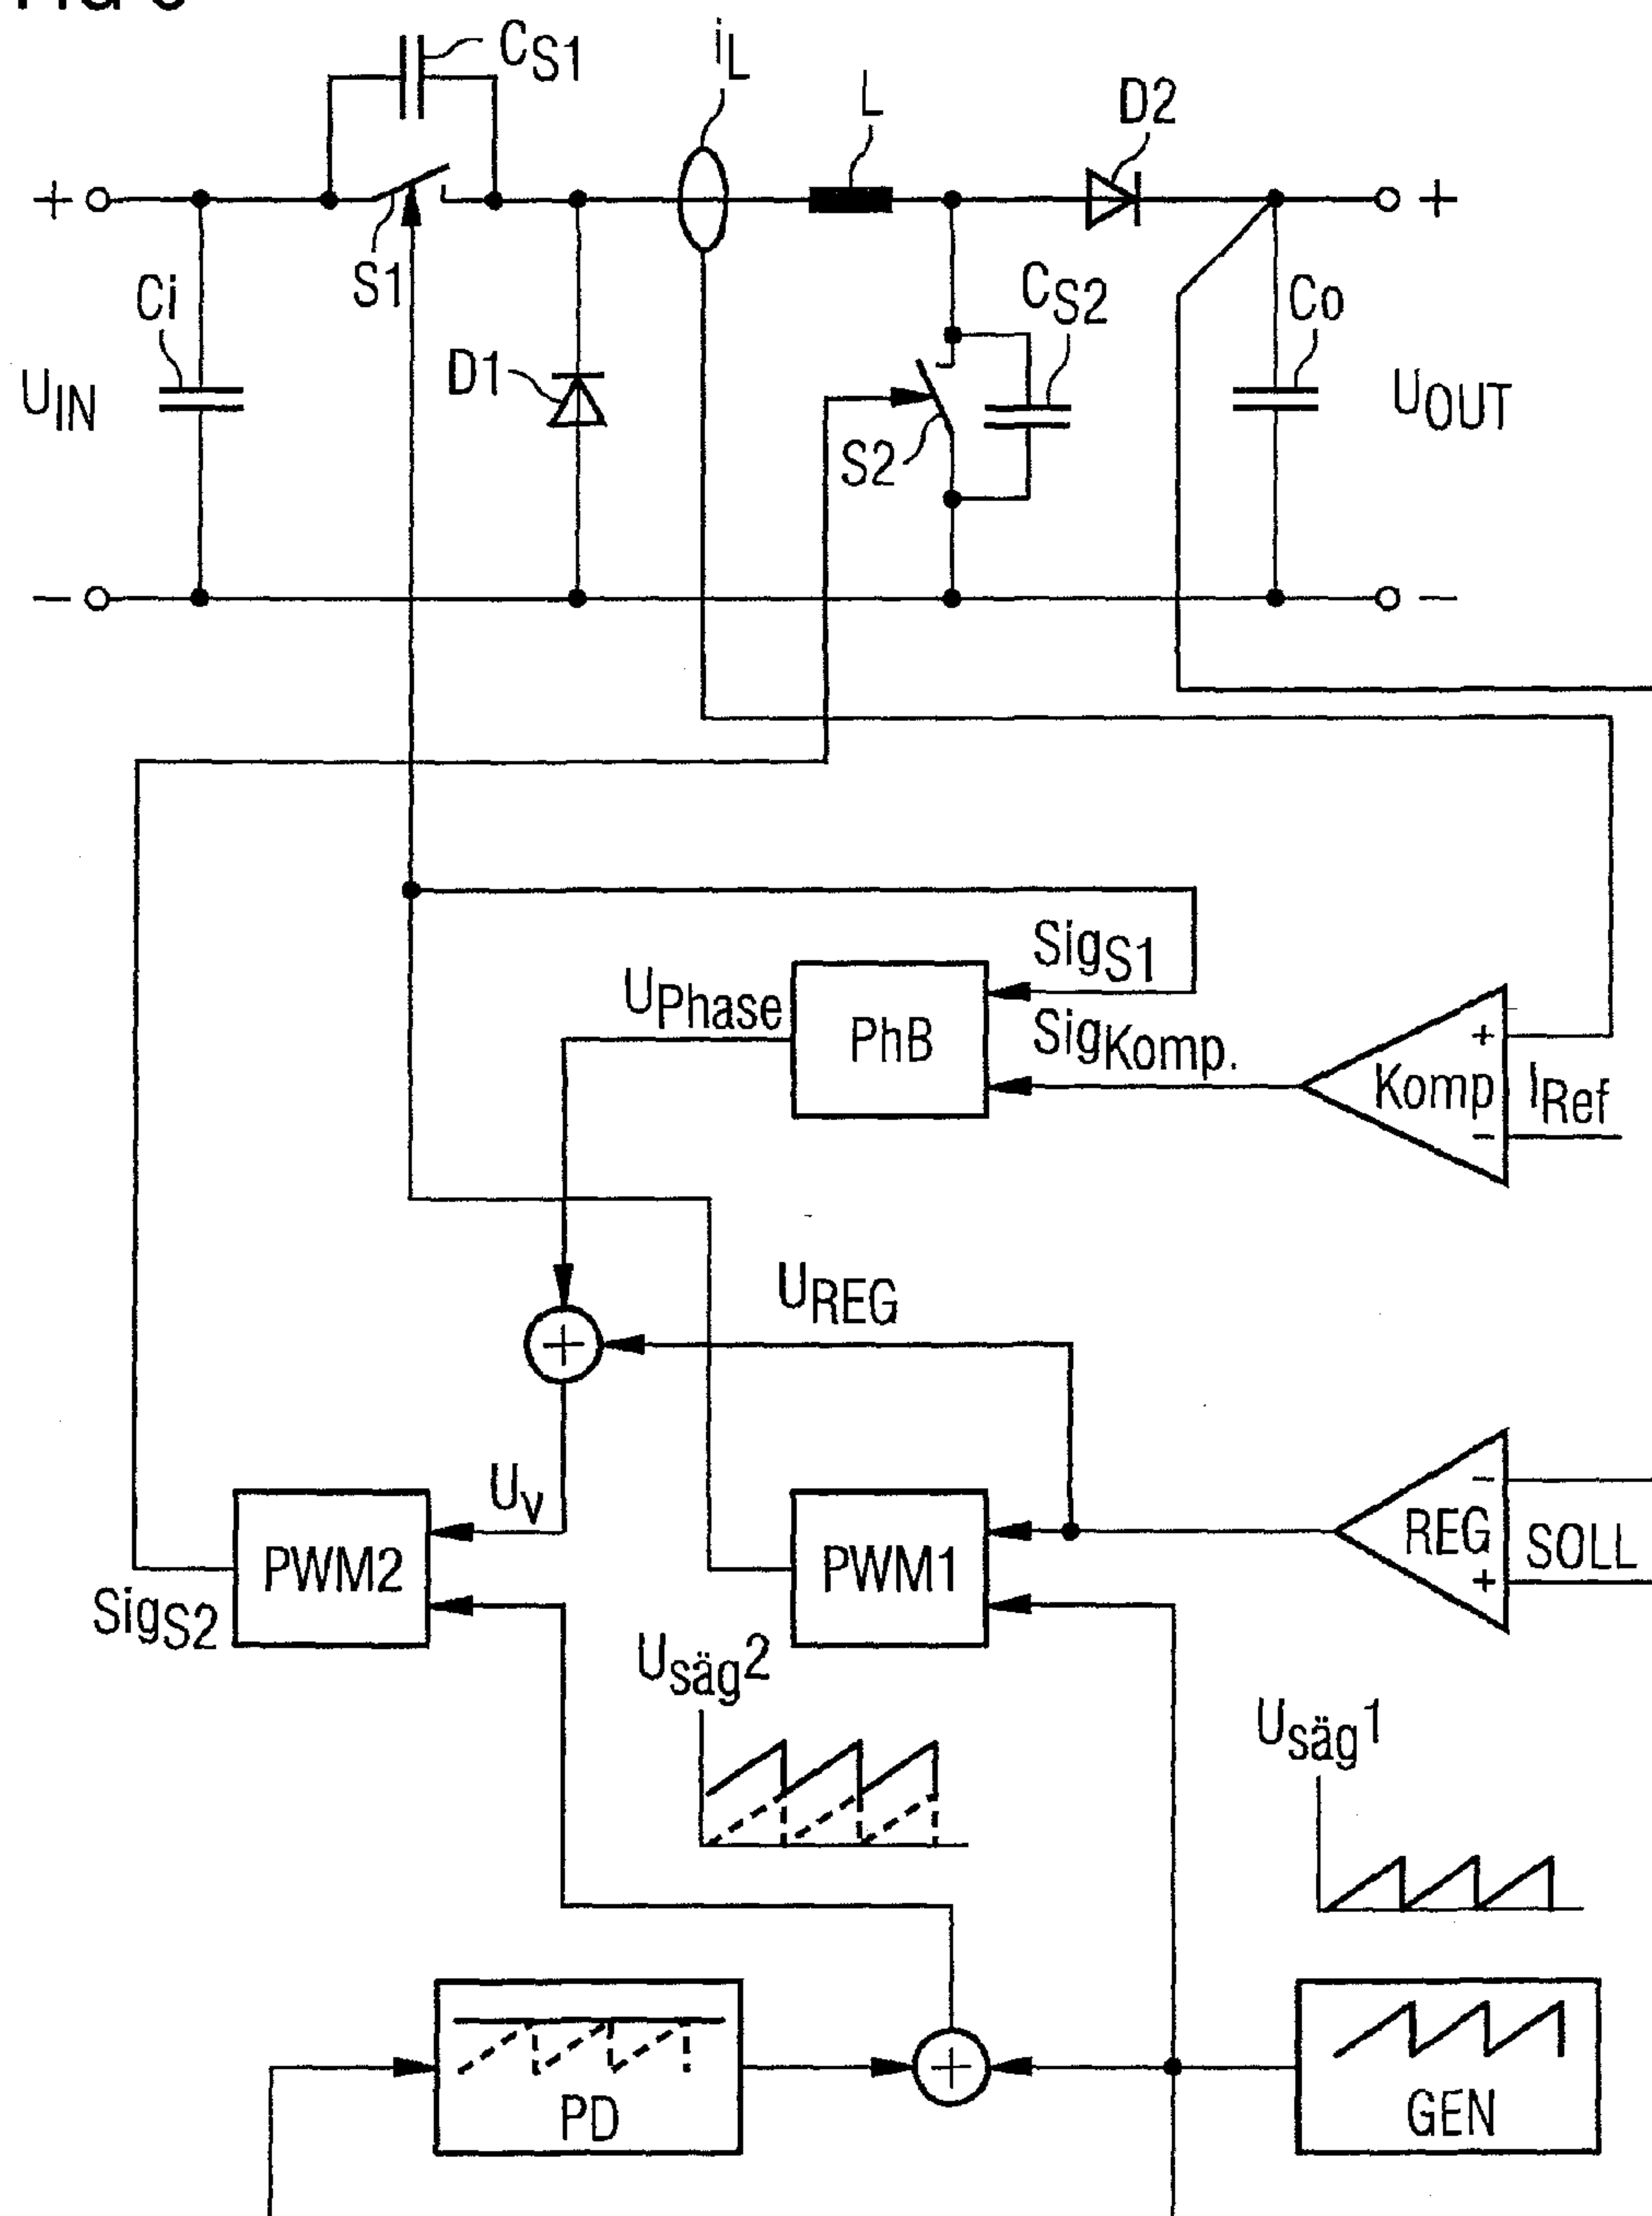 CS1
iL
L
D2
+
+
S1
Ci
CS2
Co
D1
UIN
UOUT
S2
−
−
SigS1
UPhase
PhB
SigKomp.
+
Komp
IRef
−
UREG
+
Uv
−
REG
SOLL
+
PWM2
PWM1
SigS2
Usäg2
Usäg1
+
PD
GEN